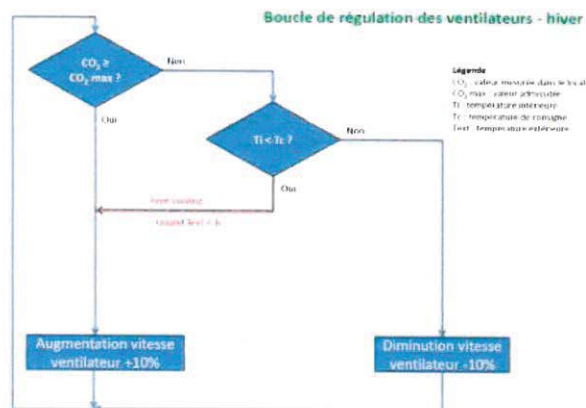 Boucle de régulation des ventilateurs - hiver
CO₂ ≥
CO₂ max ?
Non
Oui
Ti < Tc ?
Non
Oui
Légende
CO₂ : valeur mesurée dans le local
CO₂ max : valeur admissible
Ti : température intérieure
Tc : température de consigne
Text : température extérieure
Free cooling
Augmentation vitesse
ventilateur +10%
Diminution vitesse
ventilateur -10%